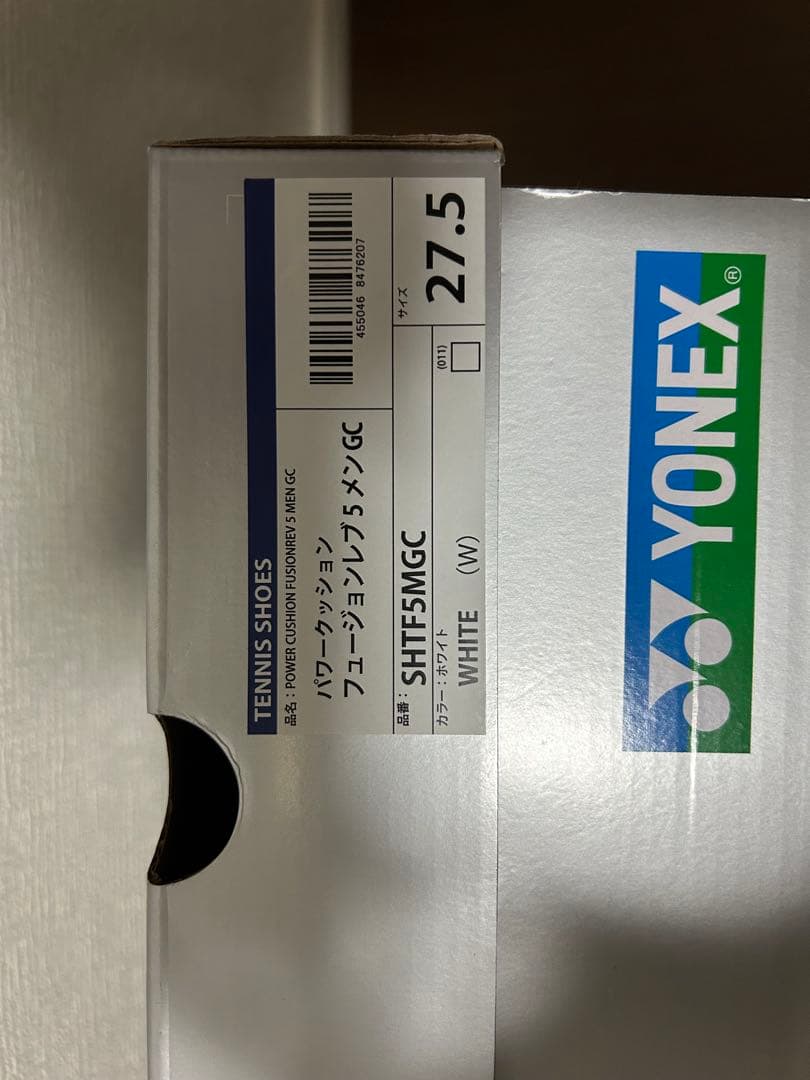 TENNIS SHOES
品名：POWER CUSHION FUSIONREV 5 MEN GC
パワークッション
フュージョンレブ 5 メン GC
455046 8476207
品番：SHTF5MGC
サイズ
27.5
カラー：ホワイト
WHITE (W)
(011)
YONEX®